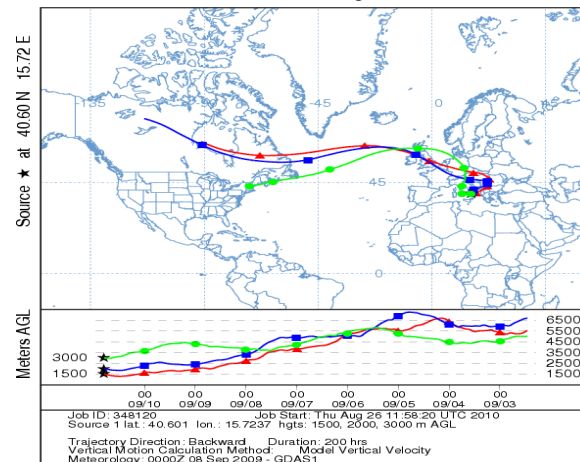 Source ★ at 40.60 N 15.72 E
-135
-45
0
45
45
0
Meters AGL
3000
1500
6500
5500
4500
3500
2500
1500
00 00 00 00 00 00 00 00
09/10 09/09 09/08 09/07 09/06 09/05 09/04 09/03
Job ID: 348120 Job Start: Thu Aug 26 11:58:20 UTC 2010
Source 1 lat.: 40.601 lon.: 15.7237 hgts: 1500, 2000, 3000 m AGL
Trajectory Direction: Backward Duration: 200 hrs
Vertical Motion Calculation Method: Model Vertical Velocity
Meteorology: 0000Z 08 Sep 2009 - GDAS1